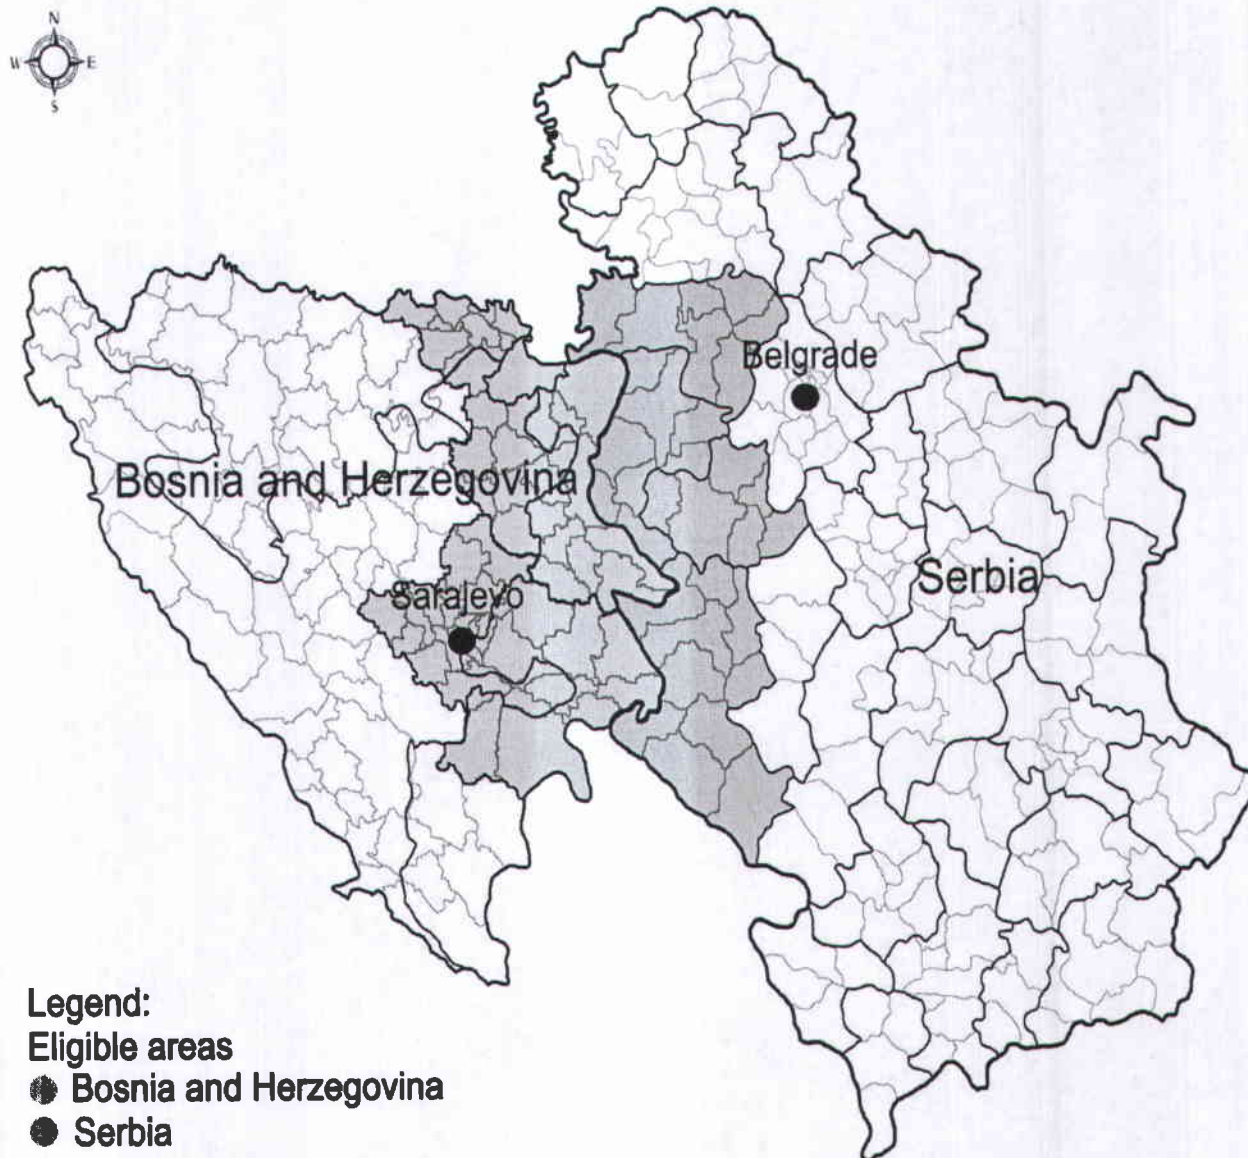 N
W E
S
Belgrade
Bosnia and Herzegovina
Serbia
Sarajevo
Legend:
Eligible areas
Bosnia and Herzegovina
Serbia